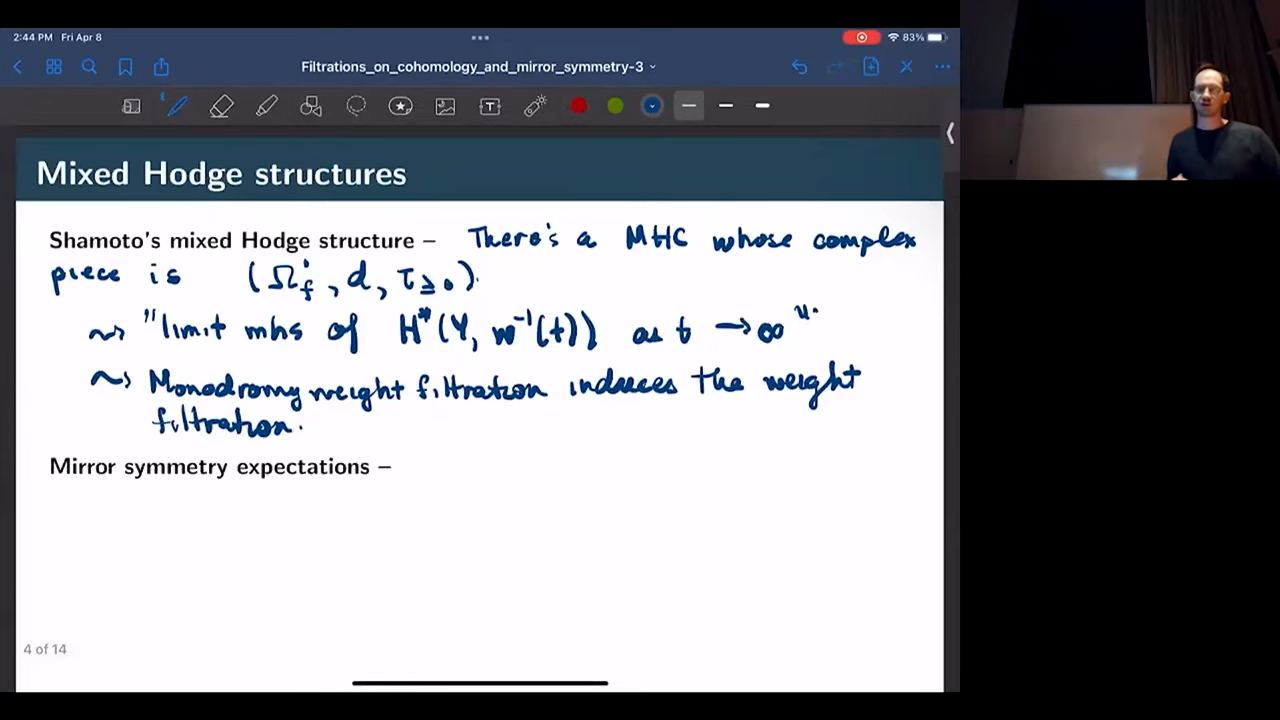 2:44 PM Fri Apr 8
83%
Filtrations_on_cohomology_and_mirror_symmetry-3
Mixed Hodge structures
Shamoto's mixed Hodge structure – There's a MHC whose complex
piece is (Ω˙_f, d, τ≥0).
⇝ "limit mhs of H*(Y, w⁻¹(t)) as t → ∞".
⇝ Monodromy weight filtration induces the weight
filtration.
Mirror symmetry expectations –
4 of 14